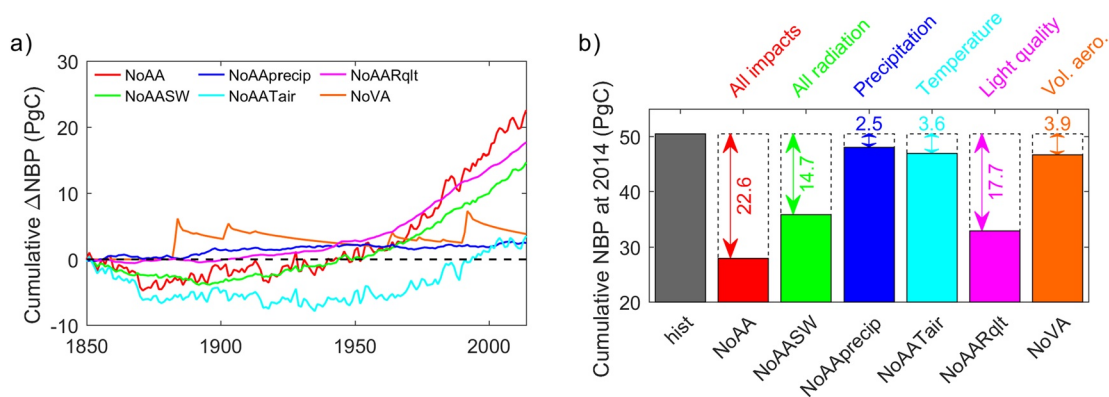 a)
Cumulative ΔNBP (PgC)
30
20
10
0
-10
1850
1900
1950
2000
NoAA
NoAAprecip
NoAARqlt
NoAASW
NoAATair
NoVA
b)
All impacts
All radiation
Precipitation
Temperature
Light quality
Vol. aero.
Cumulative NBP at 2014 (PgC)
50
40
30
20
22.6
14.7
2.5
3.6
17.7
3.9
hist
NoAA
NoAASW
NoAAprecip
NoAATair
NoAARqlt
NoVA